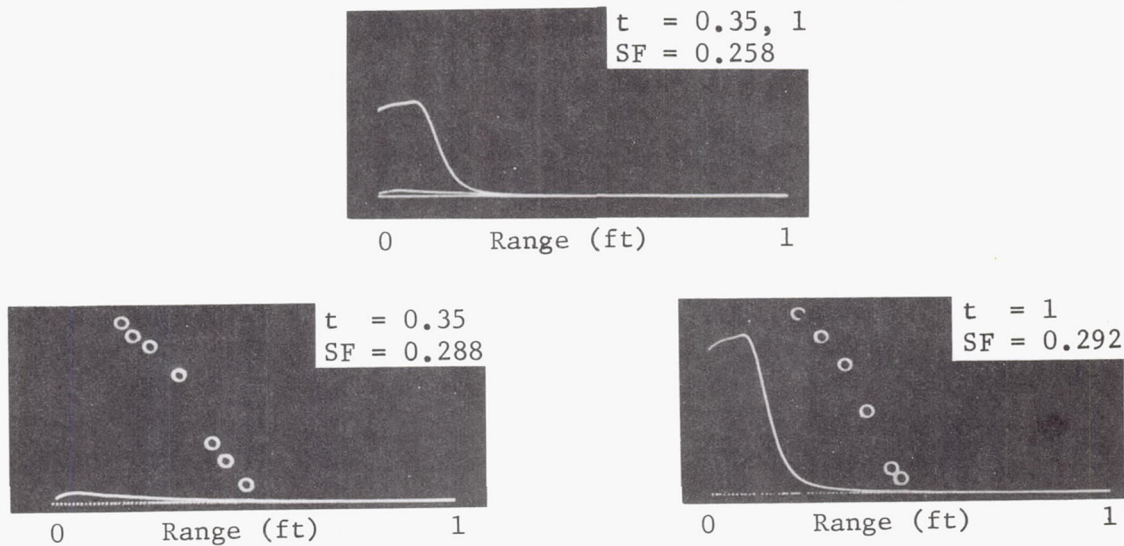 t = 0.35, 1
SF = 0.258
0 Range (ft) 1
t = 0.35
SF = 0.288
0 Range (ft) 1
t = 1
SF = 0.292
0 Range (ft) 1